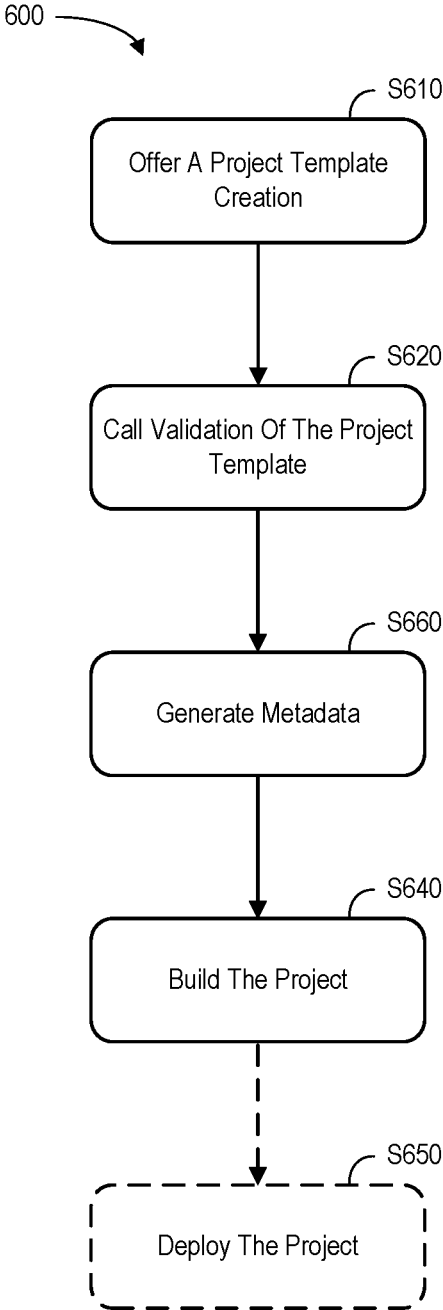 600
S610
Offer A Project Template
Creation
S620
Call Validation Of The Project
Template
S660
Generate Metadata
S640
Build The Project
S650
Deploy The Project